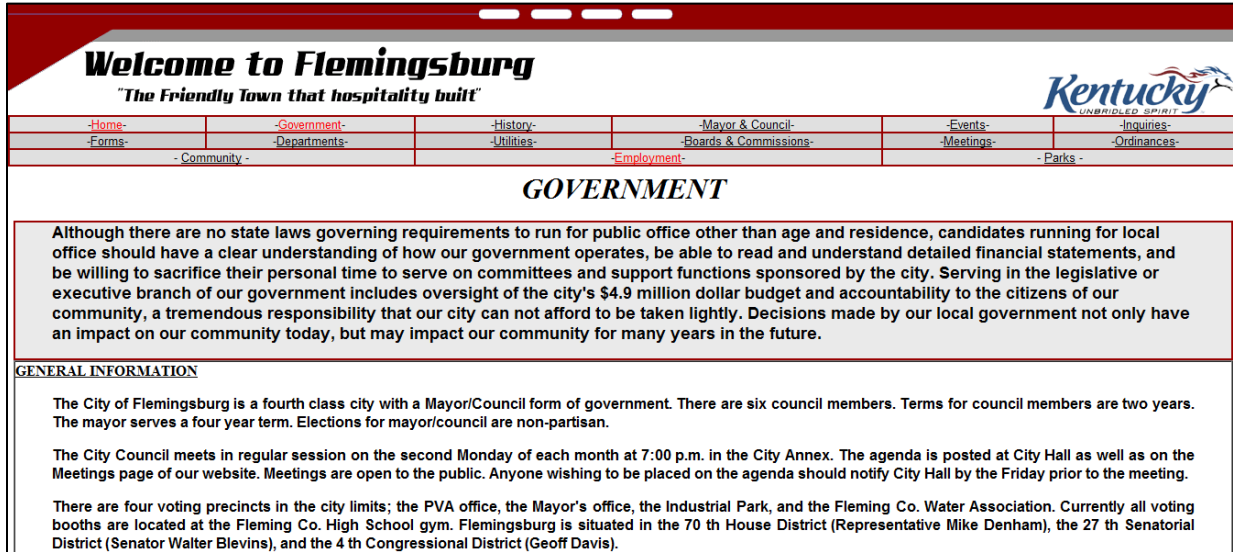 Welcome to Flemingsburg
"The Friendly Town that hospitality built"
Kentucky
UNBRIDLED SPIRIT
-Home- -Government- -History- -Mayor & Council- -Events- -Inquiries-
-Forms- -Departments- -Utilities- -Boards & Commissions- -Meetings- -Ordinances-
- Community - -Employment- - Parks -
GOVERNMENT
Although there are no state laws governing requirements to run for public office other than age and residence, candidates running for local
office should have a clear understanding of how our government operates, be able to read and understand detailed financial statements, and
be willing to sacrifice their personal time to serve on committees and support functions sponsored by the city. Serving in the legislative or
executive branch of our government includes oversight of the city's $4.9 million dollar budget and accountability to the citizens of our
community, a tremendous responsibility that our city can not afford to be taken lightly. Decisions made by our local government not only have
an impact on our community today, but may impact our community for many years in the future.
GENERAL INFORMATION
The City of Flemingsburg is a fourth class city with a Mayor/Council form of government. There are six council members. Terms for council members are two years.
The mayor serves a four year term. Elections for mayor/council are non-partisan.
The City Council meets in regular session on the second Monday of each month at 7:00 p.m. in the City Annex. The agenda is posted at City Hall as well as on the
Meetings page of our website. Meetings are open to the public. Anyone wishing to be placed on the agenda should notify City Hall by the Friday prior to the meeting.
There are four voting precincts in the city limits; the PVA office, the Mayor's office, the Industrial Park, and the Fleming Co. Water Association. Currently all voting
booths are located at the Fleming Co. High School gym. Flemingsburg is situated in the 70 th House District (Representative Mike Denham), the 27 th Senatorial
District (Senator Walter Blevins), and the 4 th Congressional District (Geoff Davis).